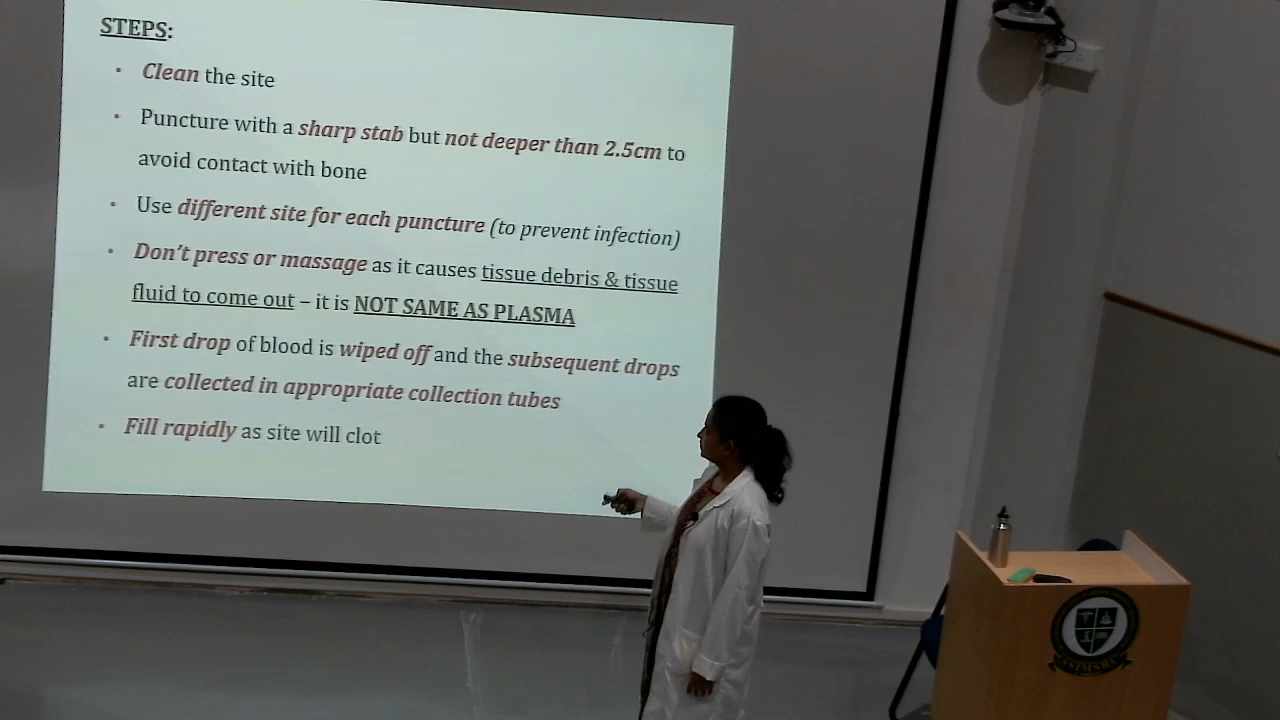 STEPS:
• Clean the site
• Puncture with a sharp stab but not deeper than 2.5cm to
avoid contact with bone
• Use different site for each puncture (to prevent infection)
• Don't press or massage as it causes tissue debris & tissue
fluid to come out – it is NOT SAME AS PLASMA
• First drop of blood is wiped off and the subsequent drops
are collected in appropriate collection tubes
• Fill rapidly as site will clot